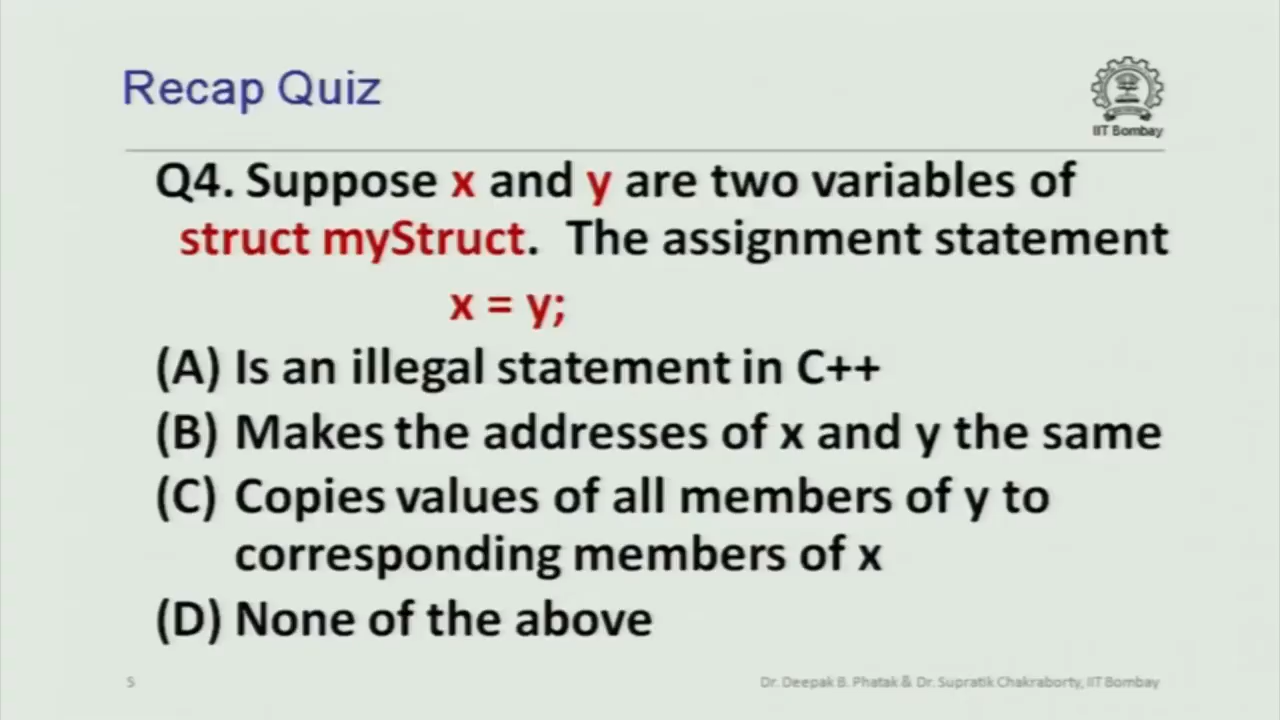 Recap Quiz
IIT Bombay
Q4. Suppose x and y are two variables of
struct myStruct. The assignment statement
x = y;
(A) Is an illegal statement in C++
(B) Makes the addresses of x and y the same
(C) Copies values of all members of y to
corresponding members of x
(D) None of the above
5
Dr. Deepak B. Phatak & Dr. Supratik Chakraborty, IIT Bombay